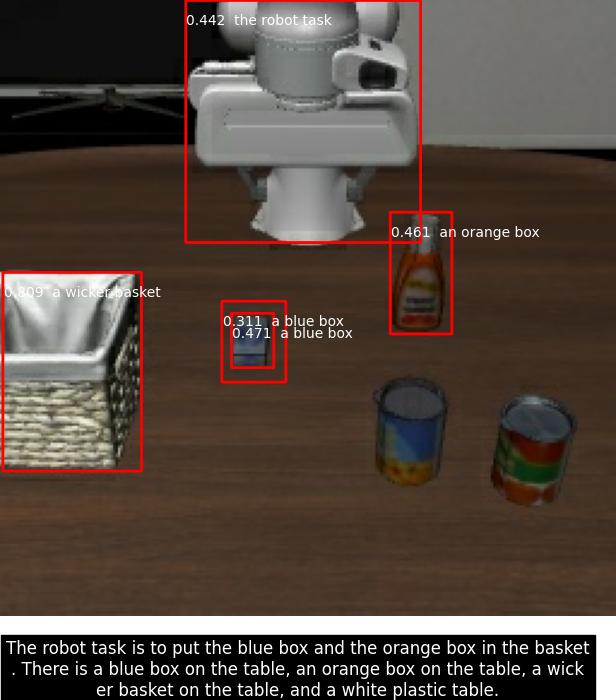 0.442 the robot task
0.461 an orange box
0.809 a wicker basket
0.311 a blue box
0.471 a blue box
The robot task is to put the blue box and the orange box in the basket
. There is a blue box on the table, an orange box on the table, a wick
er basket on the table, and a white plastic table.